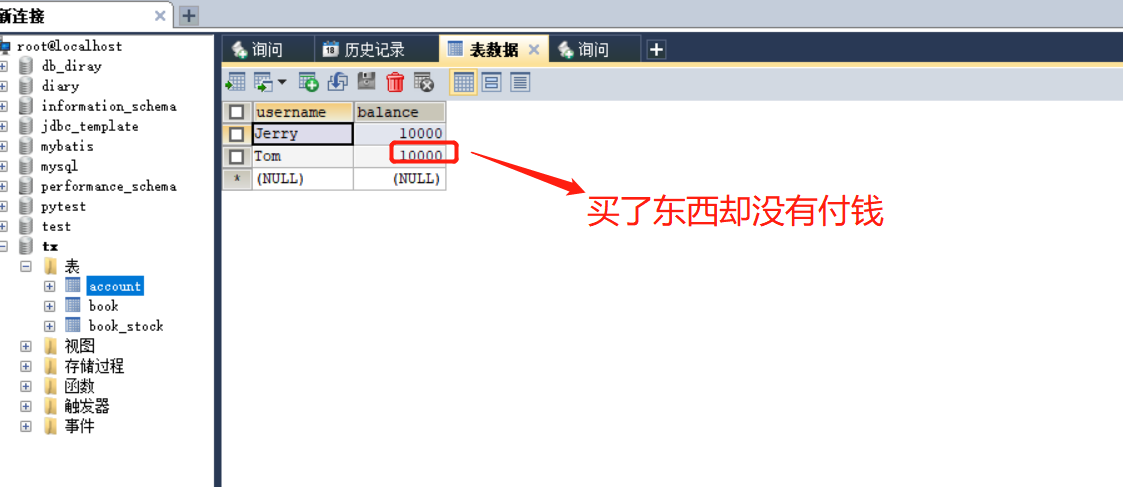 新连接
root@localhost
db_diray
diary
information_schema
jdbc_template
mybatis
mysql
performance_schema
pytest
test
tx
表
account
book
book_stock
视图
存储过程
函数
触发器
事件
询问 18 历史记录 表数据 询问
username balance
Jerry 10000
Tom 10000
* (NULL) (NULL)
买了东西却没有付钱